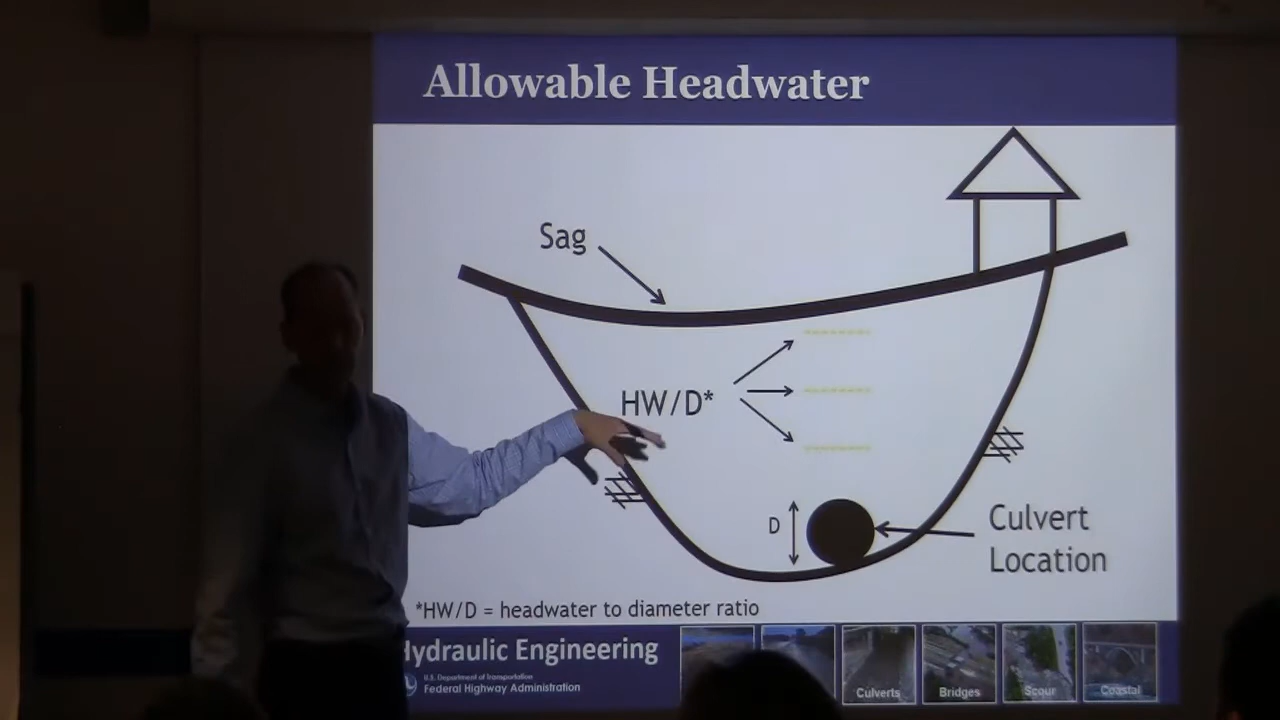 Allowable Headwater
Sag
HW/D*
D
Culvert
Location
*HW/D = headwater to diameter ratio
Hydraulic Engineering
U.S. Department of Transportation
Federal Highway Administration
Culverts
Bridges
Scour
Coastal